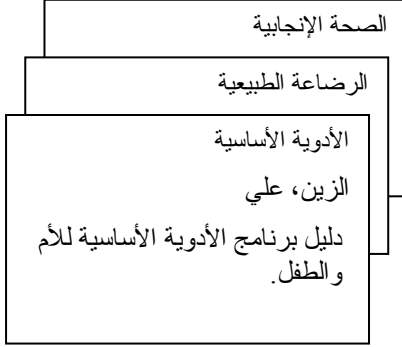 الصحة الإنجابية
الرضاعة الطبيعية
الأدوية الأساسية
الزين، علي
دليل برنامج الأدوية الأساسية للأم
والطفل.